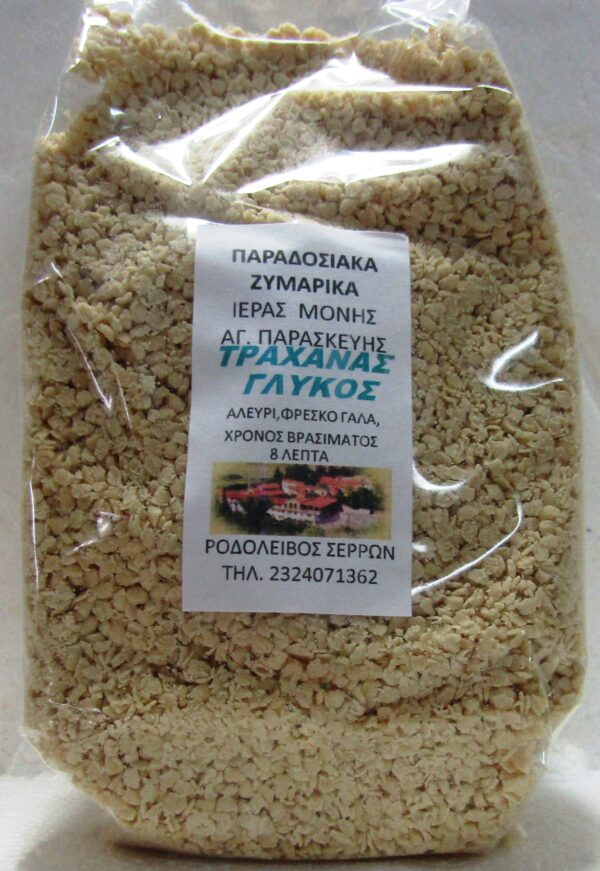 ΠΑΡΑΔΟΣΙΑΚΑ
ΖΥΜΑΡΙΚΑ
ΙΕΡΑΣ ΜΟΝΗΣ
ΑΓ. ΠΑΡΑΣΚΕΥΗΣ
ΤΡΑΧΑΝΑΣ
ΓΛΥΚΟΣ
ΑΛΕΥΡΙ,ΦΡΕΣΚΟ ΓΑΛΑ,
ΧΡΟΝΟΣ ΒΡΑΣΙΜΑΤΟΣ
8 ΛΕΠΤΑ
ΡΟΔΟΛΕΙΒΟΣ ΣΕΡΡΩΝ
ΤΗΛ. 2324071362